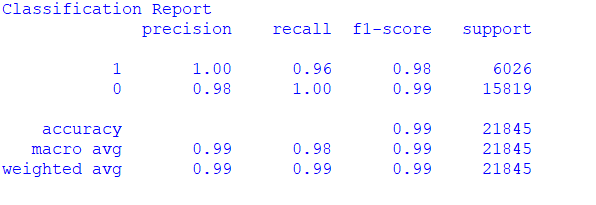 Classification Report
precision recall f1-score support
1 1.00 0.96 0.98 6026
0 0.98 1.00 0.99 15819
accuracy 0.99 21845
macro avg 0.99 0.98 0.99 21845
weighted avg 0.99 0.99 0.99 21845